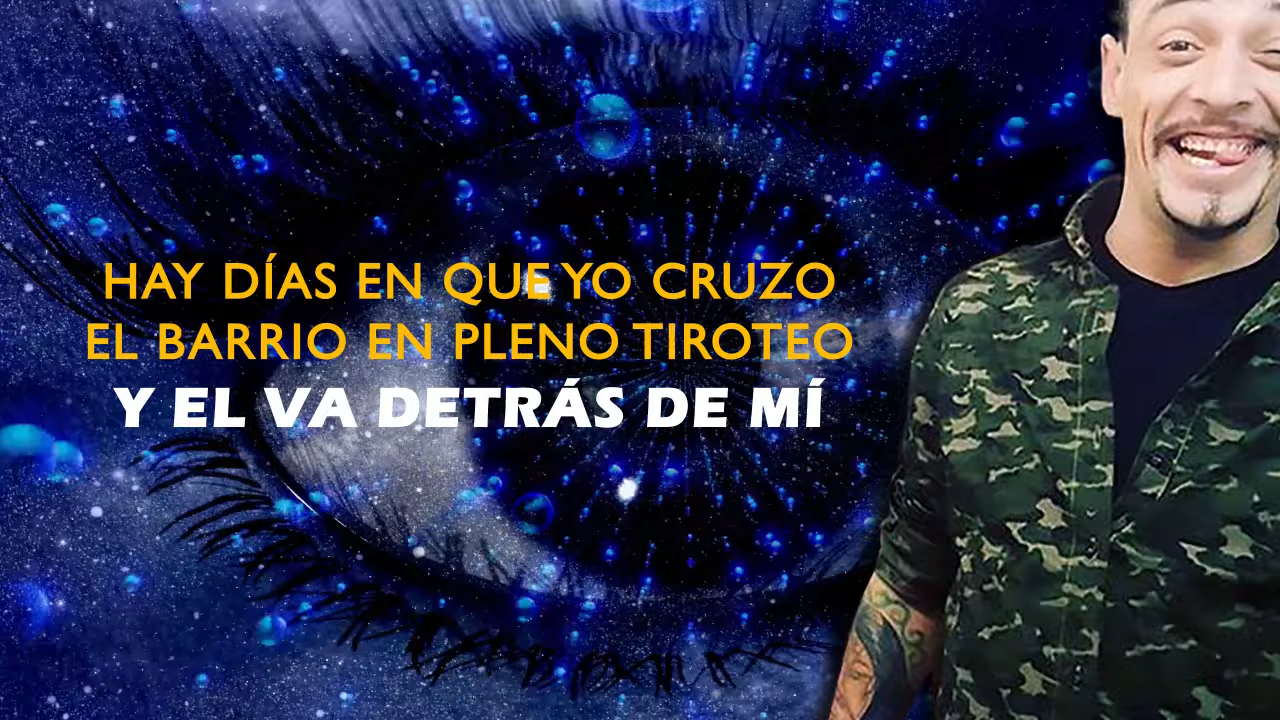 HAY DÍAS EN QUE YO CRUZO
EL BARRIO EN PLENO TIROTEO
Y EL VA DETRÁS DE MÍ